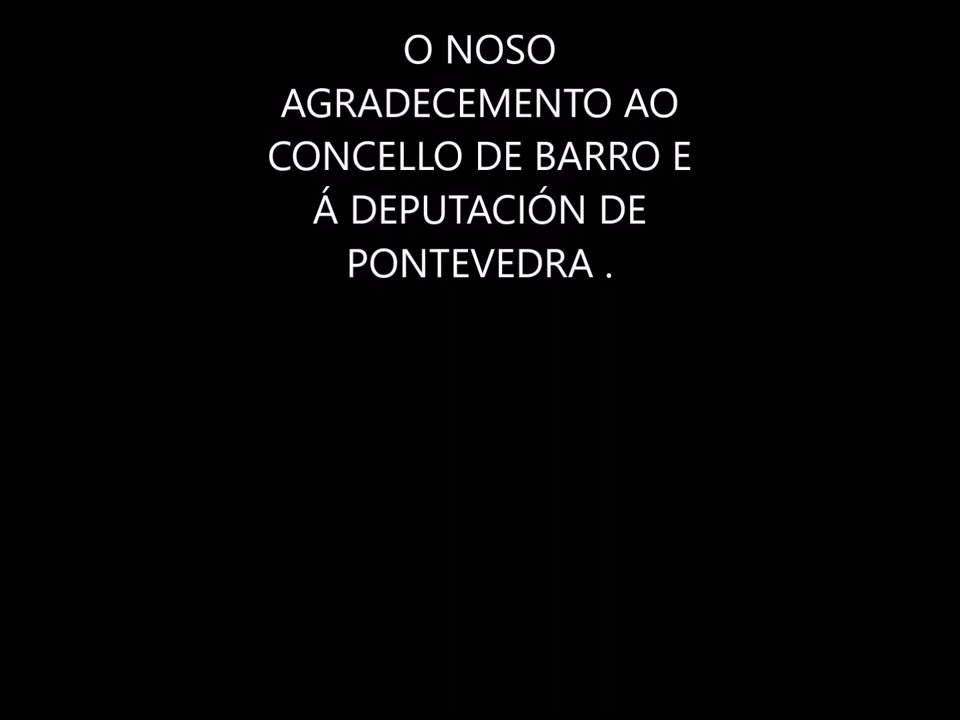 O NOSO
AGRADECEMENTO AO
CONCELLO DE BARRO E
Á DEPUTACIÓN DE
PONTEVEDRA .